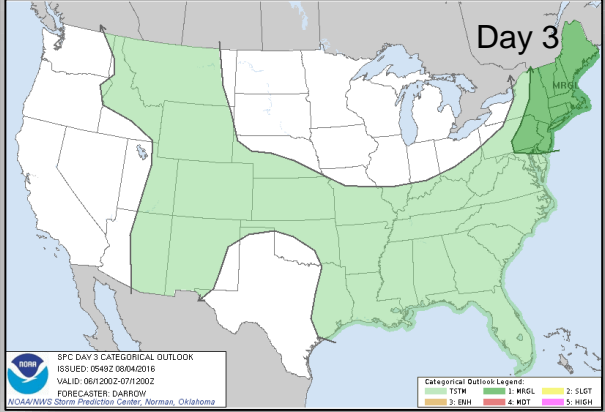 Day 3
MRGL
SPC DAY 3 CATEGORICAL OUTLOOK
ISSUED: 0549Z 08/04/2016
VALID: 06/1200Z-07/1200Z
FORECASTER: DARROW
NOAA/NWS Storm Prediction Center, Norman, Oklahoma
NOAA
Categorical Outlook Legend:
TSTM 1: MRGL 2: SLGT
3: ENH 4: MDT 5: HIGH